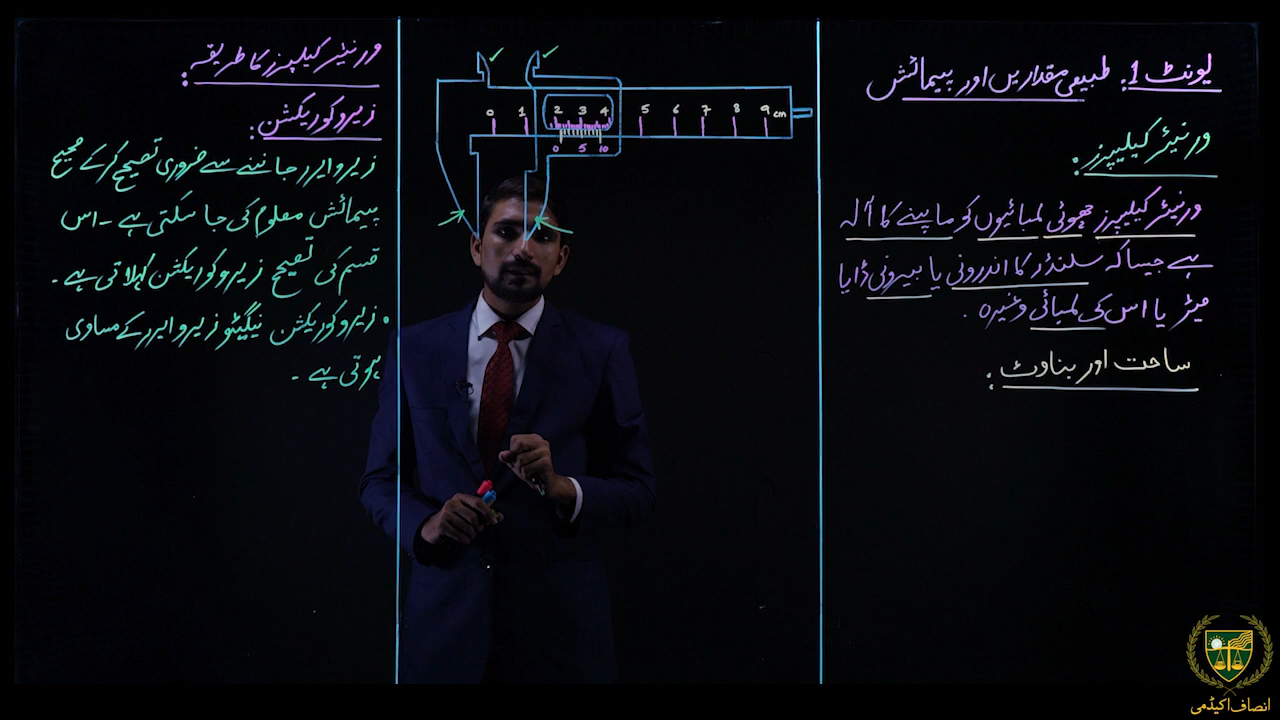 یونٹ 1: طبیعی مقداریں اور پیمائش
ورنیئر کیلیپرز:
ورنیئر کیلیپرز چھوٹی لمبائیوں کو ماپنے کا آلہ
ہے جیسا کہ سلنڈر کا اندرونی یا بیرونی ڈایا
میٹر یا اس کی لمبائی وغیرہ.
ساخت اور بناوٹ:
0 1 2 3 4 5 6 7 8 9 cm
0 5 10
ورنیئر کیلیپرز کا طریقہ:
زیرو کوریکشن:
زیرو ایرر جاننے سے ضروری تصیح کر کے صحیح
پیمائش معلوم کی جا سکتی ہے ۔ اس
قسم کی تصیح زیرو کوریکشن کہلاتی ہے ۔
• زیرو کوریکشن نیگیٹو زیرو ایرر کے مساوی
ہوتی ہے ۔
انصاف اکیڈمی